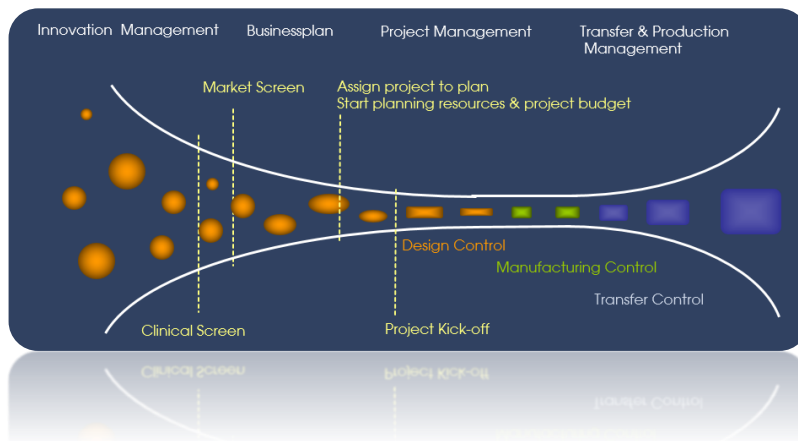 Innovation Management
Businessplan
Project Management
Transfer & Production
Management
Market Screen
Assign project to plan
Start planning resources & project budget
Design Control
Manufacturing Control
Transfer Control
Clinical Screen
Project Kick-off